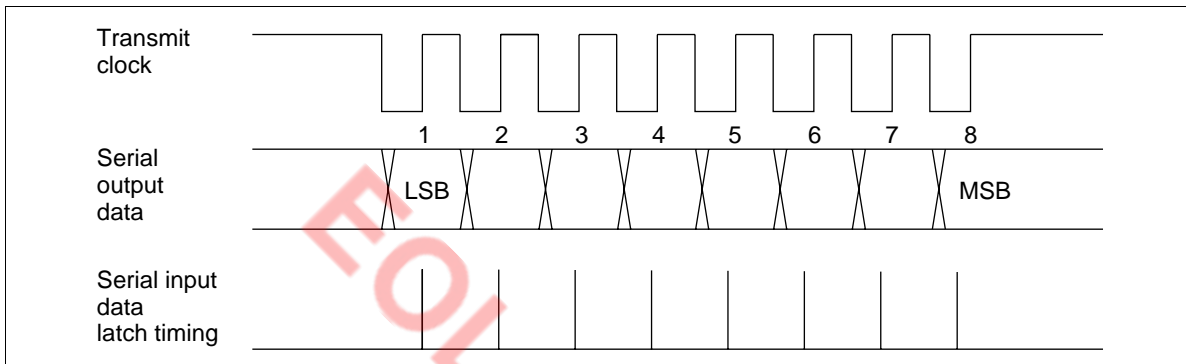 Transmit
clock
1 2 3 4 5 6 7 8
Serial
output
data
LSB
MSB
Serial input
data
latch timing
EOL